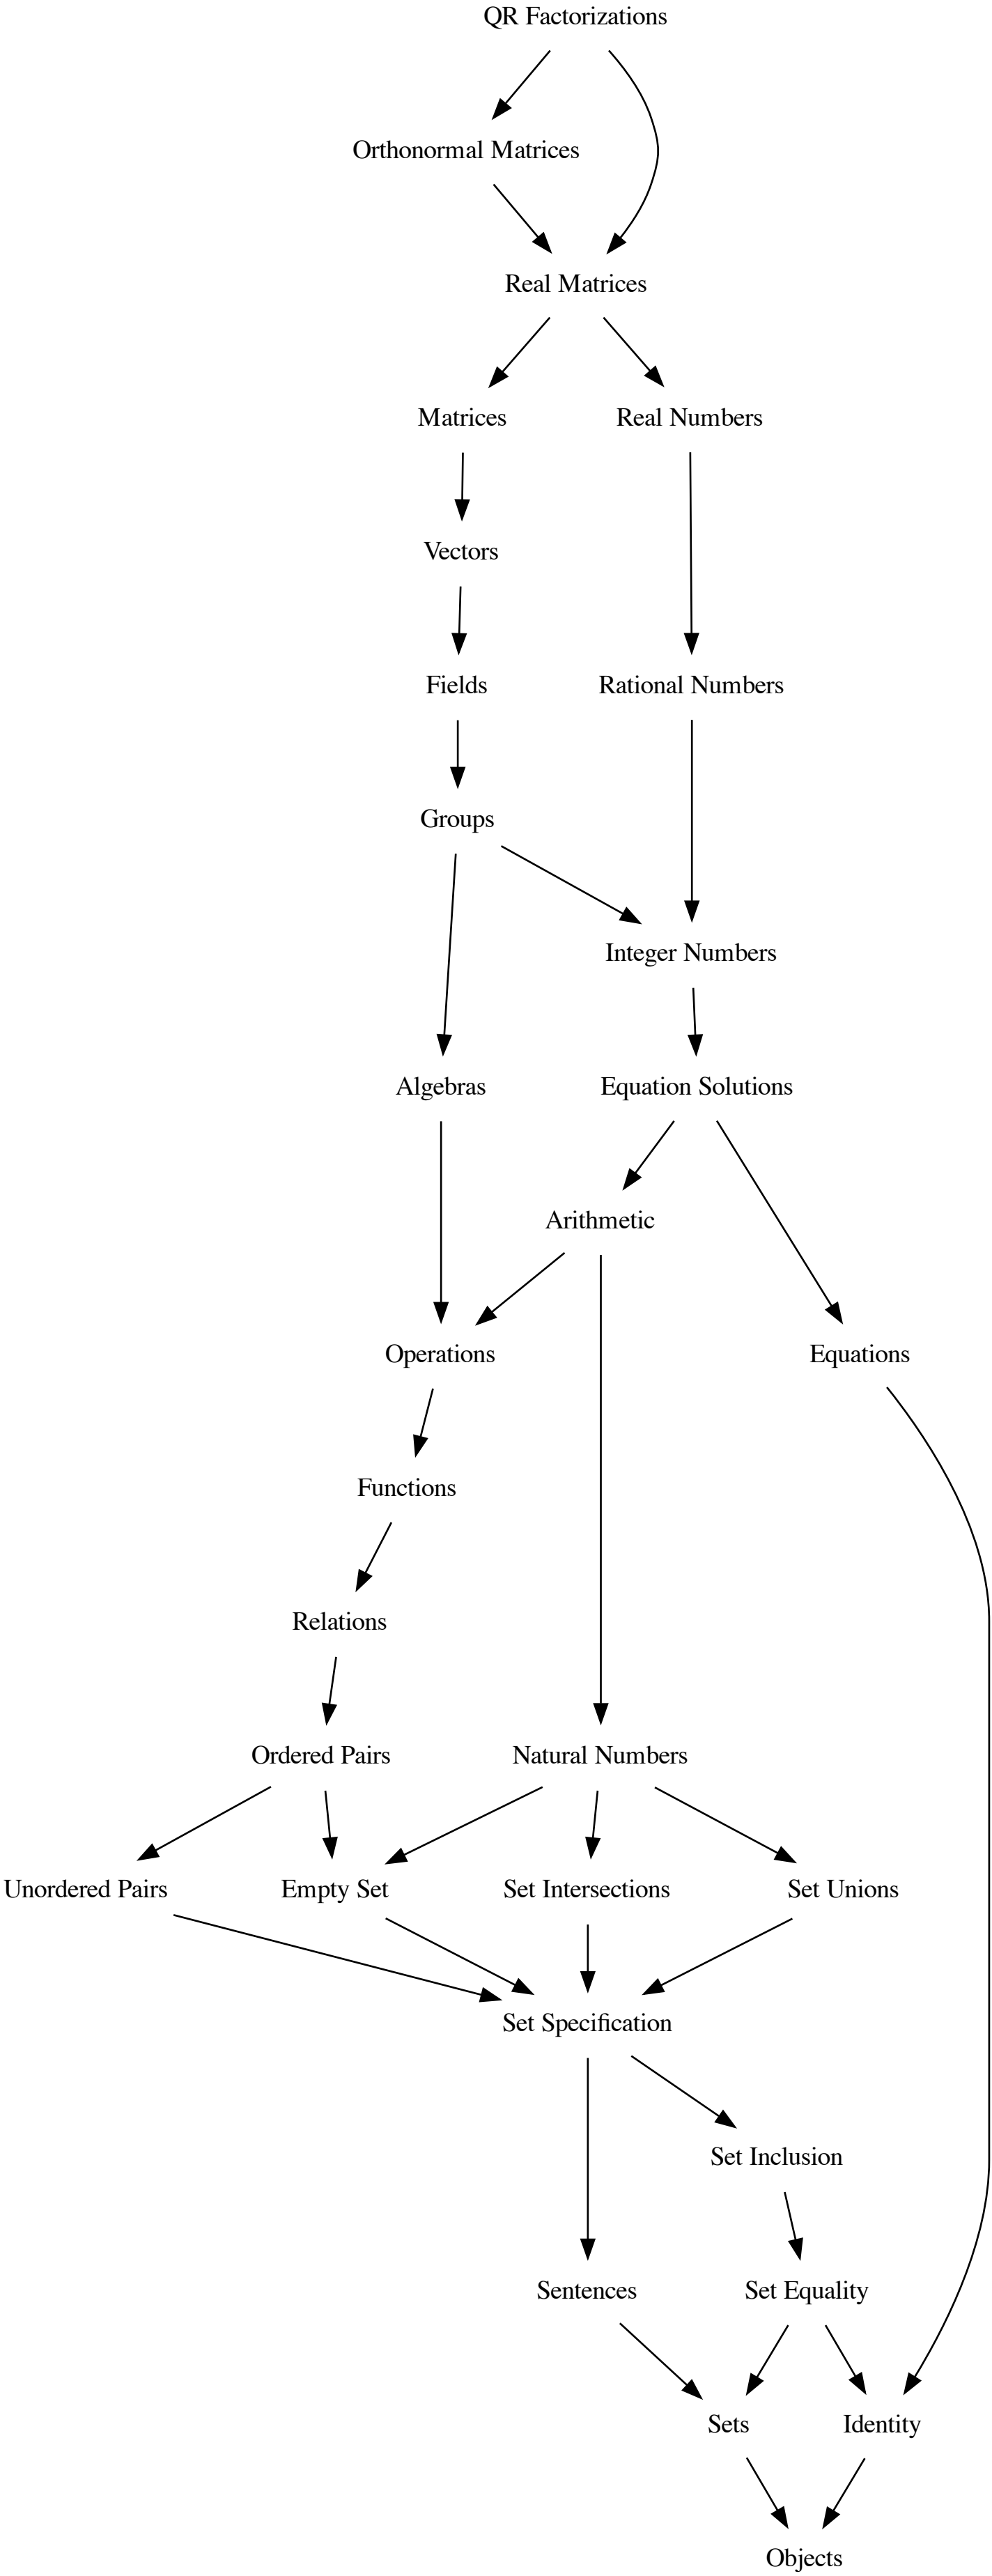 QR Factorizations
Orthonormal Matrices
Real Matrices
Matrices
Real Numbers
Vectors
Fields
Rational Numbers
Groups
Integer Numbers
Algebras
Equation Solutions
Arithmetic
Operations
Equations
Functions
Relations
Ordered Pairs
Natural Numbers
Unordered Pairs
Empty Set
Set Intersections
Set Unions
Set Specification
Set Inclusion
Sentences
Set Equality
Sets
Identity
Objects